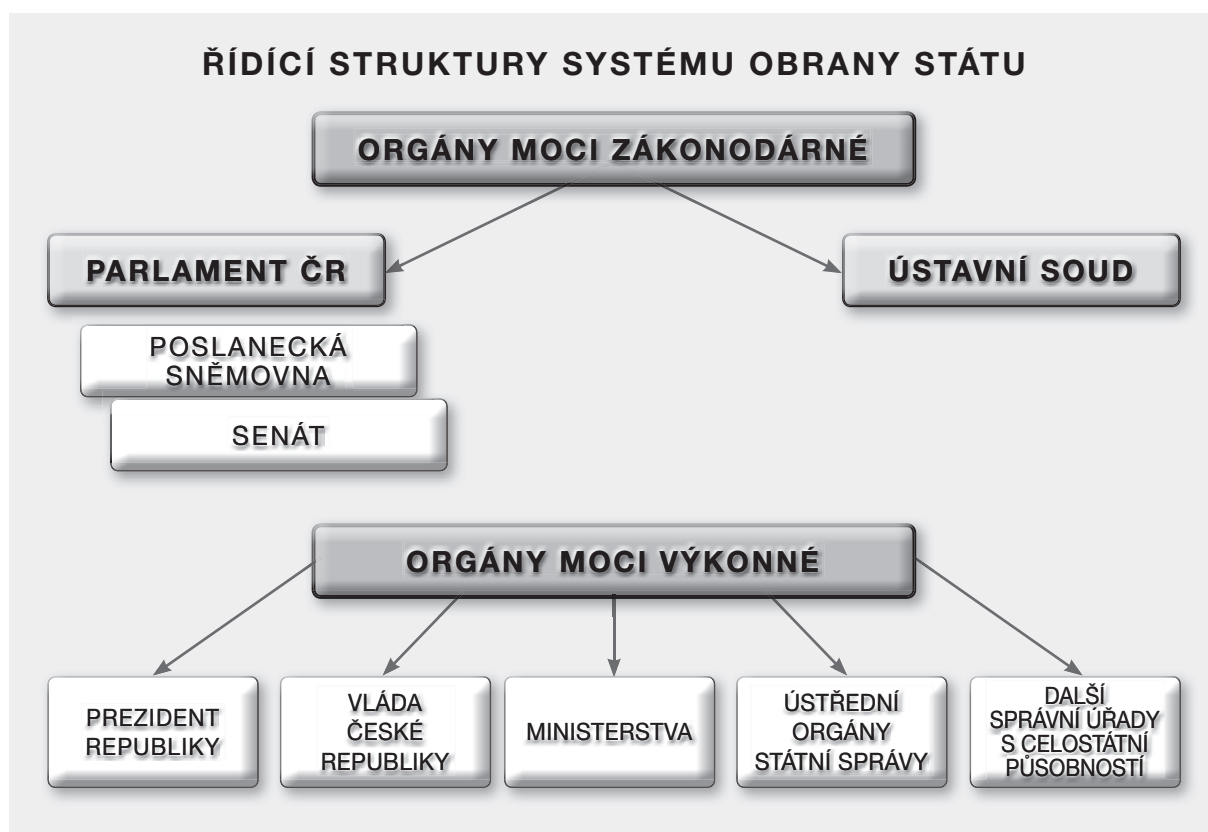 ŘÍDÍCÍ STRUKTURY SYSTÉMU OBRANY STÁTU
ORGÁNY MOCI ZÁKONODÁRNÉ
PARLAMENT ČR
ÚSTAVNÍ SOUD
POSLANECKÁ
SNĚMOVNA
SENÁT
ORGÁNY MOCI VÝKONNÉ
PREZIDENT
REPUBLIKY
VLÁDA
ČESKÉ
REPUBLIKY
MINISTERSTVA
ÚSTŘEDNÍ
ORGÁNY
STÁTNÍ SPRÁVY
DALŠÍ
SPRÁVNÍ ÚŘADY
S CELOSTÁTNÍ
PŮSOBNOSTÍ